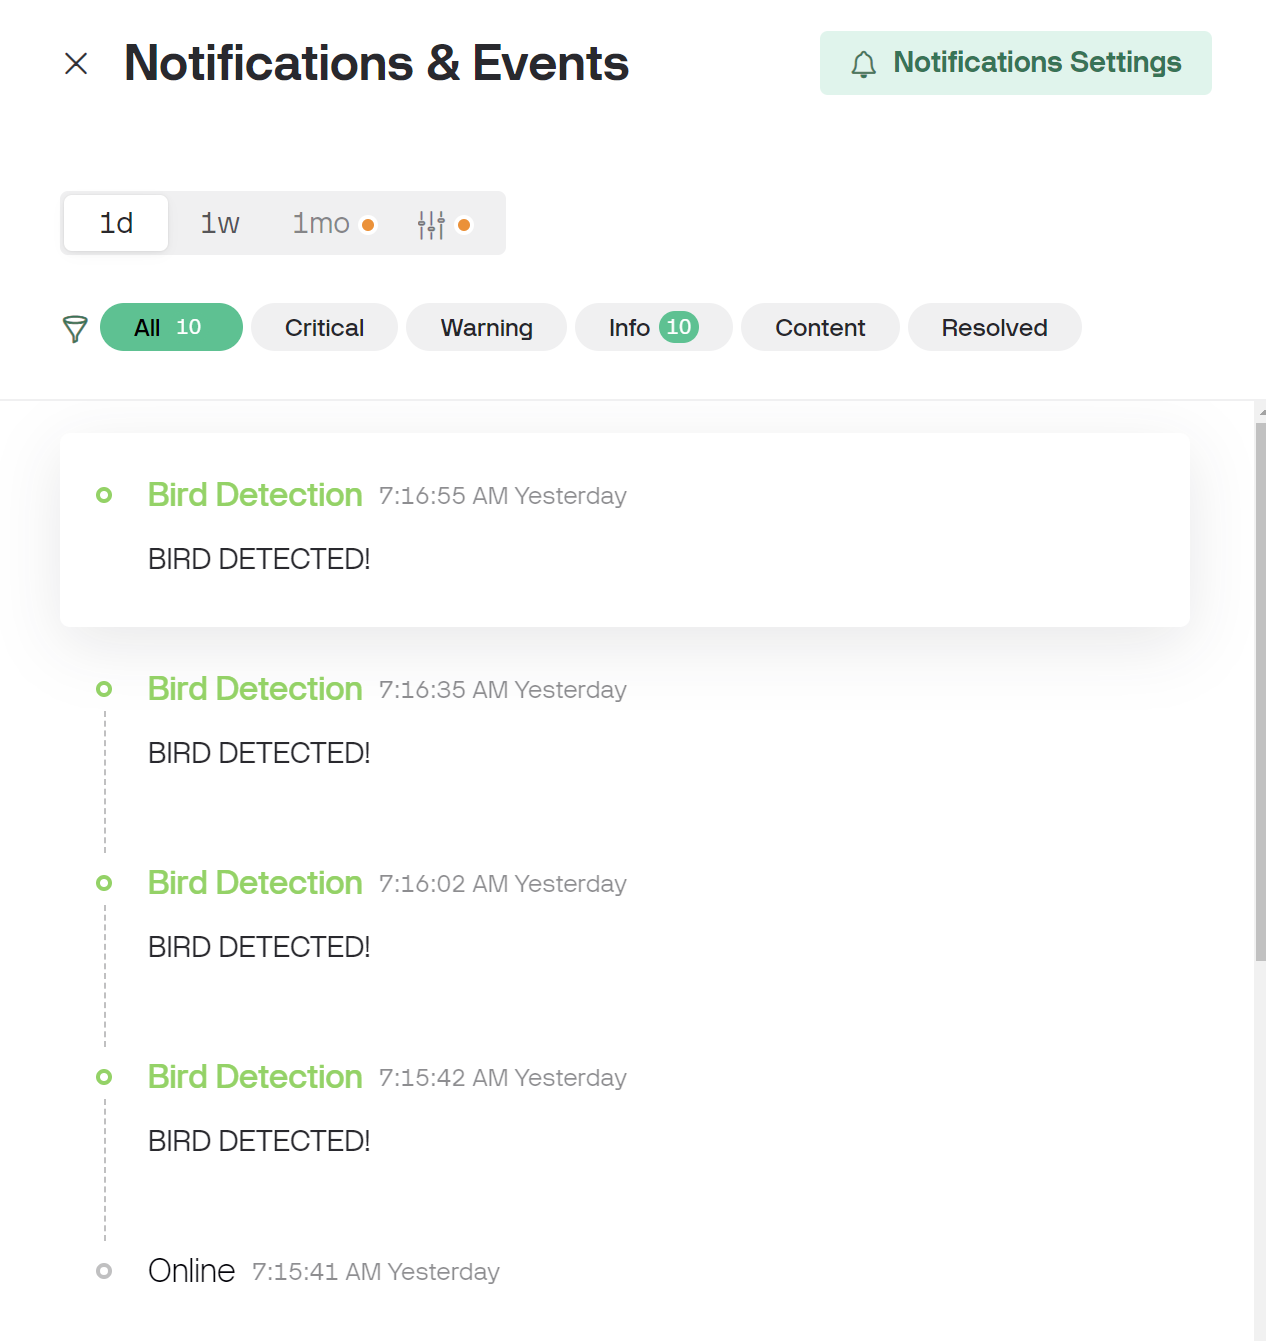 Notifications & Events
Notifications Settings
1d 1w 1mo
All 10 Critical Warning Info 10 Content Resolved
Bird Detection 7:16:55 AM Yesterday
BIRD DETECTED!
Bird Detection 7:16:35 AM Yesterday
BIRD DETECTED!
Bird Detection 7:16:02 AM Yesterday
BIRD DETECTED!
Bird Detection 7:15:42 AM Yesterday
BIRD DETECTED!
Online 7:15:41 AM Yesterday